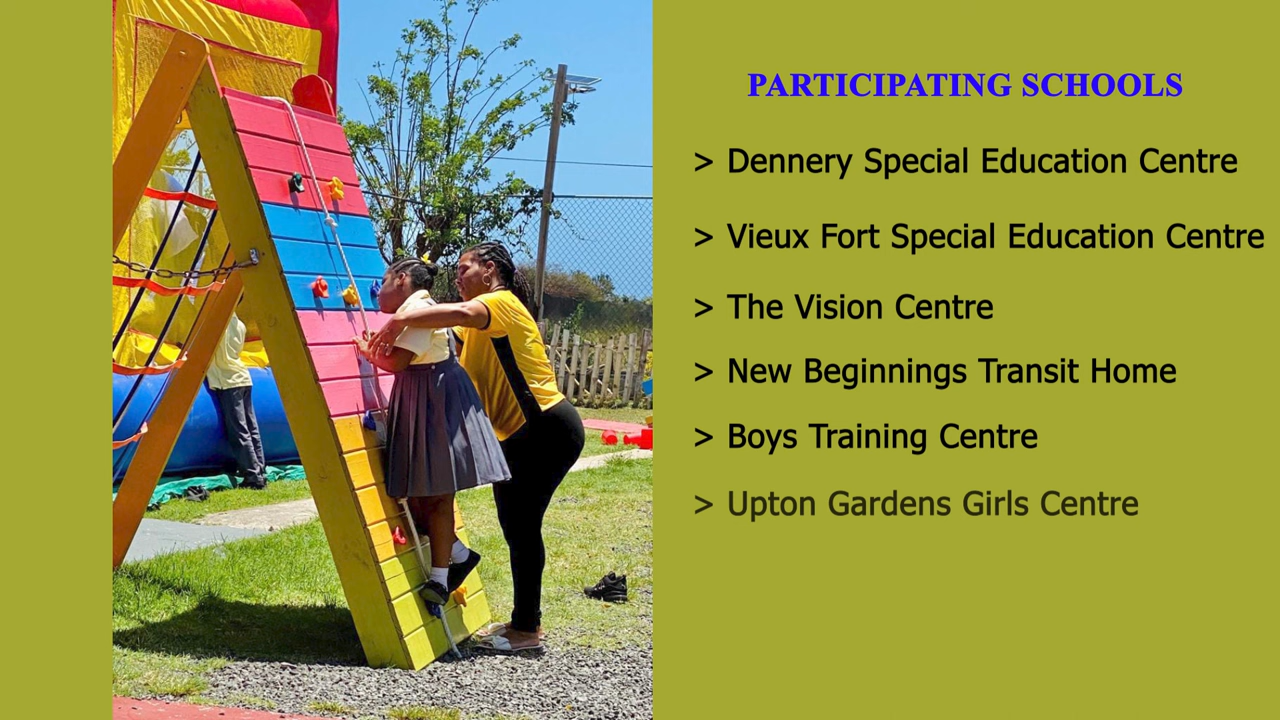 PARTICIPATING SCHOOLS
> Dennery Special Education Centre
> Vieux Fort Special Education Centre
> The Vision Centre
> New Beginnings Transit Home
> Boys Training Centre
> Upton Gardens Girls Centre